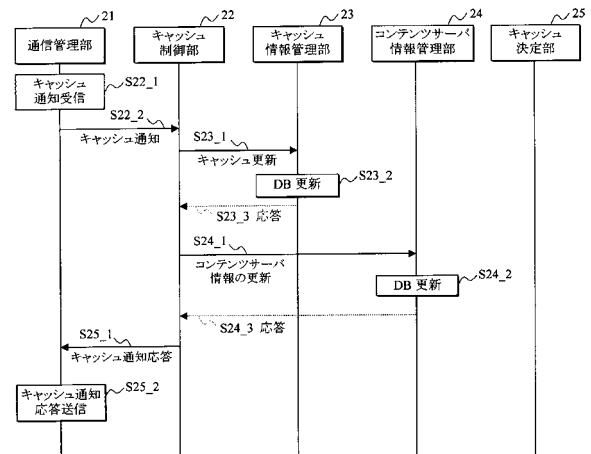 21
通信管理部
22
キャッシュ
制御部
23
キャッシュ
情報管理部
24
コンテンツサーバ
情報管理部
25
キャッシュ
決定部
キャッシュ
通知受信
S22_1
S22_2
キャッシュ通知
S23_1
キャッシュ更新
DB 更新
S23_2
S23_3 応答
S24_1
コンテンツサーバ
情報の更新
DB 更新
S24_2
S24_3 応答
S25_1
キャッシュ通知応答
キャッシュ通知
応答送信
S25_2